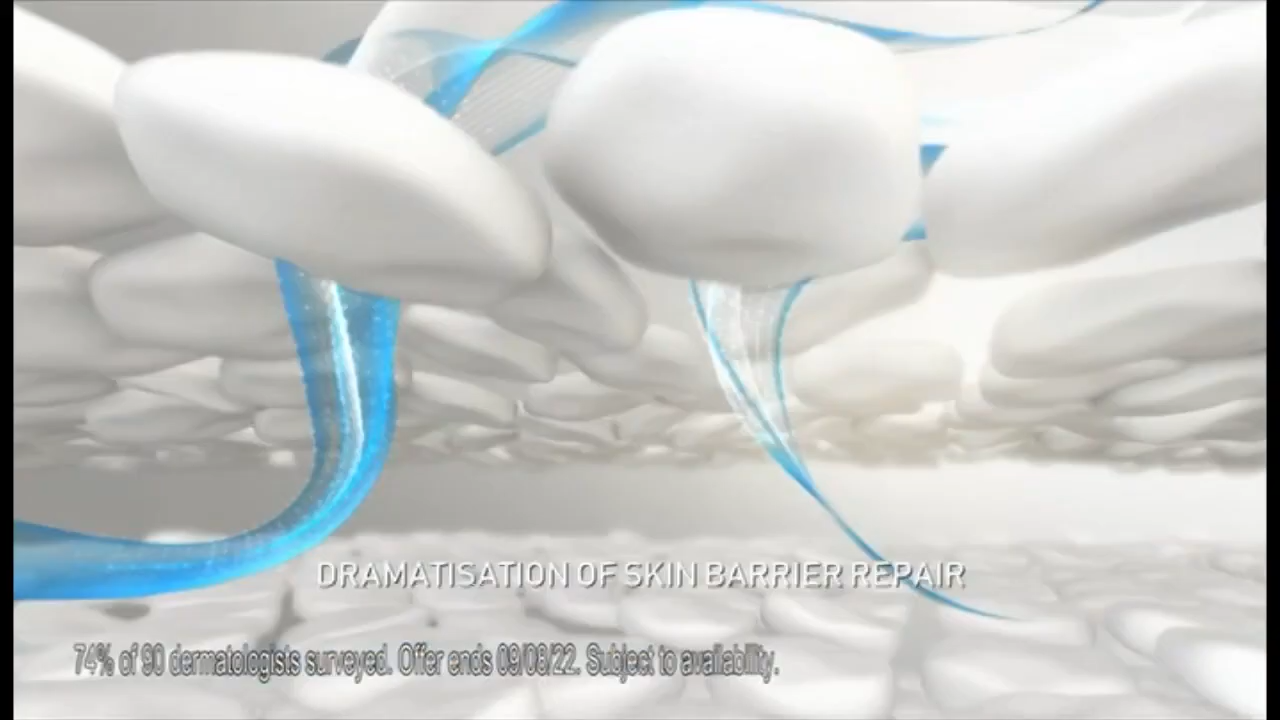 DRAMATISATION OF SKIN BARRIER REPAIR
74% of 90 dermatologists surveyed. Offer ends 09/08/22. Subject to availability.